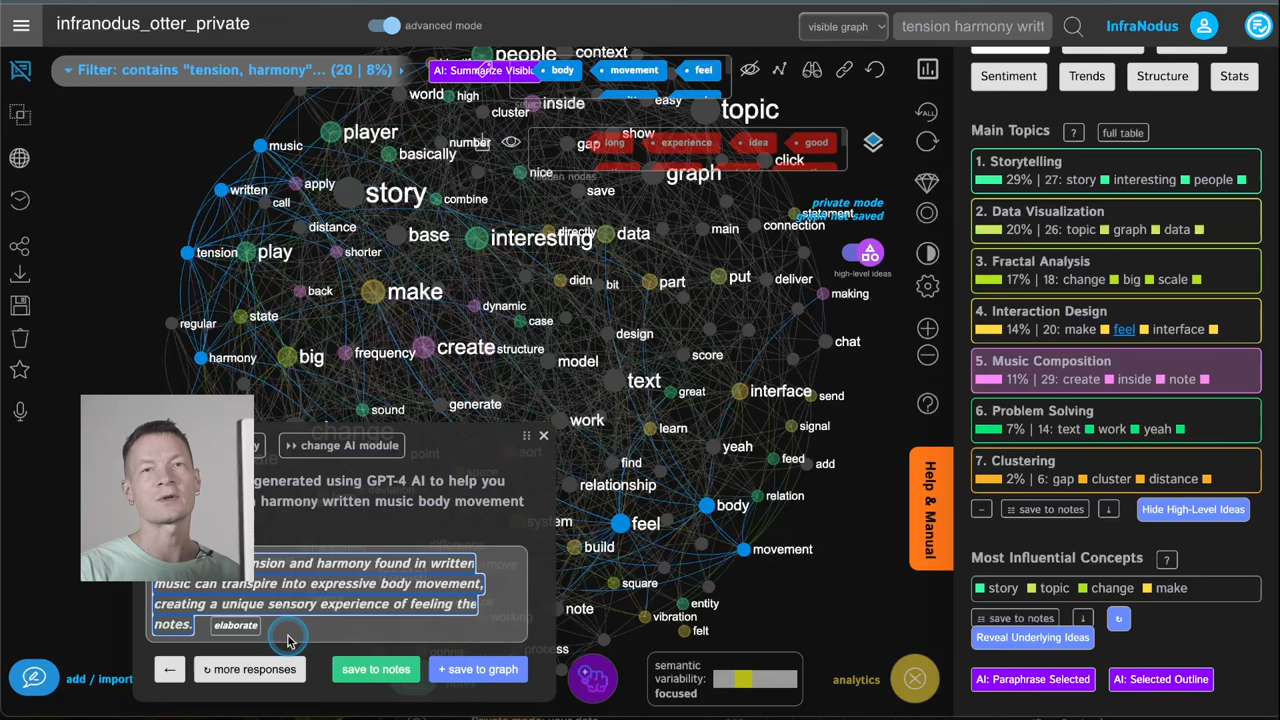 infranodus_otter_private
advanced mode
visible graph
tension harmony writt
InfraNodus
Filter: contains "tension, harmony"... (20 | 8%)
AI: Summarize Visibl
body
movement
feel
people
context
world
high
cluster
inside
easy
topic
player
music
number
gap
show
long
experience
idea
good
hidden nodes
basically
click
written
apply
story
nice
save
graph
call
combine
private mode
graph not saved
distance
base
interesting
directly
data
main
statement
connection
tension
play
shorter
high-level ideas
back
make
didn
bit
part
put
deliver
making
regular
state
dynamic
case
design
harmony
big
frequency
create
structure
model
score
chat
sound
generate
text
great
interface
send
change
work
learn
signal
point
sort
yeah
find
feed
add
space
relationship
relation
system
feel
body
build
movement
difference
square
note
entity
working
vibration
felt
process
change AI module
generated using GPT-4 AI to help you
harmony written music body movement
nsion and harmony found in written
music can transpire into expressive body movement,
creating a unique sensory experience of feeling the
notes.
elaborate
← ↻ more responses
save to notes
+ save to graph
add / import
semantic
variability:
focused
analytics
Help & Manual
ALL
Sentiment
Trends
Structure
Stats
Main Topics ?
full table
1. Storytelling
29% | 27: story interesting people
2. Data Visualization
20% | 26: topic graph data
3. Fractal Analysis
17% | 18: change big scale
4. Interaction Design
14% | 20: make feel interface
5. Music Composition
11% | 29: create inside note
6. Problem Solving
7% | 14: text work yeah
7. Clustering
2% | 6: gap cluster distance
save to notes
Hide High-Level Ideas
Most Influential Concepts ?
story topic change make
save to notes
Reveal Underlying Ideas
AI: Paraphrase Selected
AI: Selected Outline